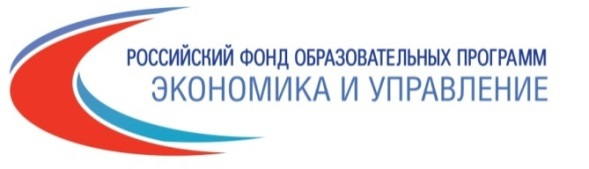 РОССИЙСКИЙ ФОНД ОБРАЗОВАТЕЛЬНЫХ ПРОГРАММ
ЭКОНОМИКА И УПРАВЛЕНИЕ